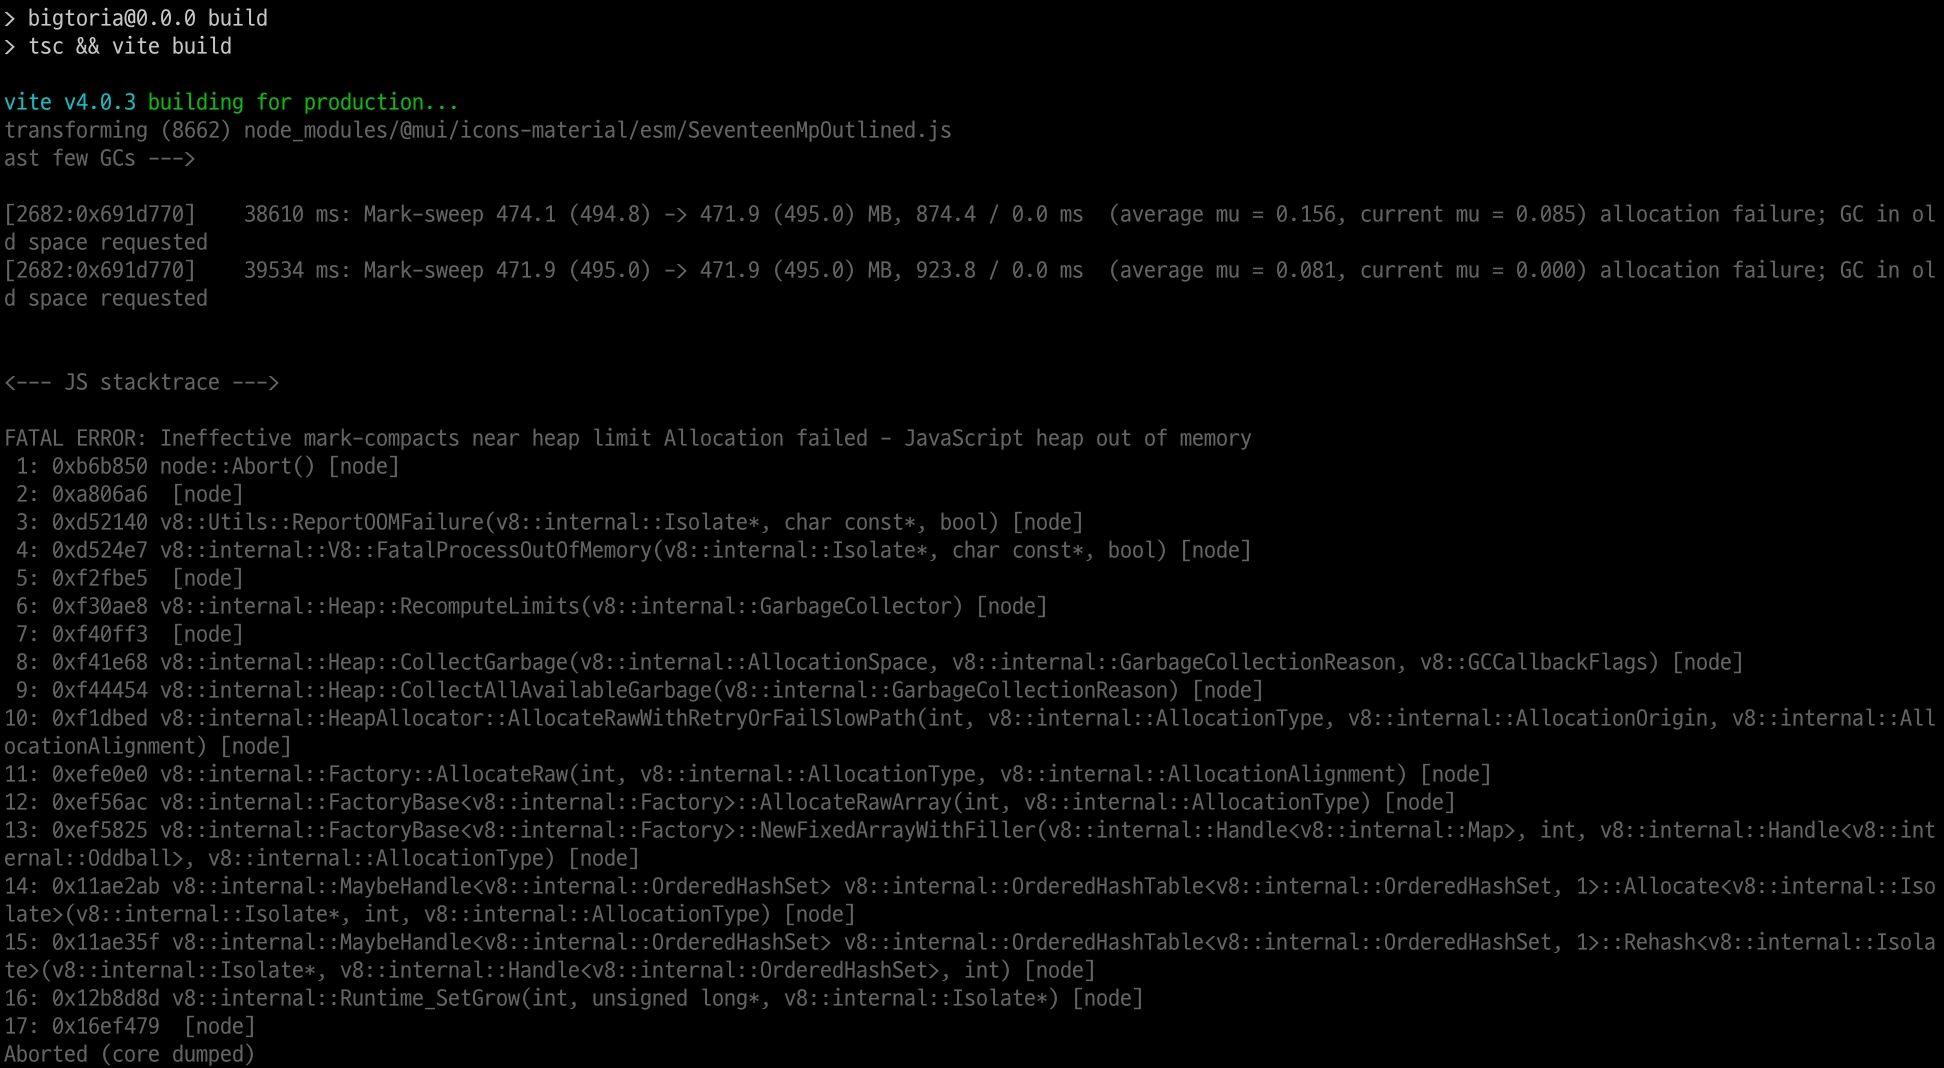 > bigtoria@0.0.0 build
> tsc && vite build
vite v4.0.3 building for production...
transforming (8662) node_modules/@mui/icons-material/esm/SeventeenMpOutlined.js
ast few GCs --->
[2682:0x691d770]    38610 ms: Mark-sweep 474.1 (494.8) -> 471.9 (495.0) MB, 874.4 / 0.0 ms  (average mu = 0.156, current mu = 0.085) allocation failure; GC in ol
d space requested
[2682:0x691d770]    39534 ms: Mark-sweep 471.9 (495.0) -> 471.9 (495.0) MB, 923.8 / 0.0 ms  (average mu = 0.081, current mu = 0.000) allocation failure; GC in ol
d space requested
<--- JS stacktrace --->
FATAL ERROR: Ineffective mark-compacts near heap limit Allocation failed - JavaScript heap out of memory
 1: 0xb6b850 node::Abort() [node]
 2: 0xa806a6  [node]
 3: 0xd52140 v8::Utils::ReportOOMFailure(v8::internal::Isolate*, char const*, bool) [node]
 4: 0xd524e7 v8::internal::V8::FatalProcessOutOfMemory(v8::internal::Isolate*, char const*, bool) [node]
 5: 0xf2fbe5  [node]
 6: 0xf30ae8 v8::internal::Heap::RecomputeLimits(v8::internal::GarbageCollector) [node]
 7: 0xf40ff3  [node]
 8: 0xf41e68 v8::internal::Heap::CollectGarbage(v8::internal::AllocationSpace, v8::internal::GarbageCollectionReason, v8::GCCallbackFlags) [node]
 9: 0xf44454 v8::internal::Heap::CollectAllAvailableGarbage(v8::internal::GarbageCollectionReason) [node]
10: 0xf1dbed v8::internal::HeapAllocator::AllocateRawWithRetryOrFailSlowPath(int, v8::internal::AllocationType, v8::internal::AllocationOrigin, v8::internal::All
ocationAlignment) [node]
11: 0xefe0e0 v8::internal::Factory::AllocateRaw(int, v8::internal::AllocationType, v8::internal::AllocationAlignment) [node]
12: 0xef56ac v8::internal::FactoryBase<v8::internal::Factory>::AllocateRawArray(int, v8::internal::AllocationType) [node]
13: 0xef5825 v8::internal::FactoryBase<v8::internal::Factory>::NewFixedArrayWithFiller(v8::internal::Handle<v8::internal::Map>, int, v8::internal::Handle<v8::int
ernal::Oddball>, v8::internal::AllocationType) [node]
14: 0x11ae2ab v8::internal::MaybeHandle<v8::internal::OrderedHashSet> v8::internal::OrderedHashTable<v8::internal::OrderedHashSet, 1>::Allocate<v8::internal::Iso
late>(v8::internal::Isolate*, int, v8::internal::AllocationType) [node]
15: 0x11ae35f v8::internal::MaybeHandle<v8::internal::OrderedHashSet> v8::internal::OrderedHashTable<v8::internal::OrderedHashSet, 1>::Rehash<v8::internal::Isola
te>(v8::internal::Isolate*, v8::internal::Handle<v8::internal::OrderedHashSet>, int) [node]
16: 0x12b8d8d v8::internal::Runtime_SetGrow(int, unsigned long*, v8::internal::Isolate*) [node]
17: 0x16ef479  [node]
Aborted (core dumped)